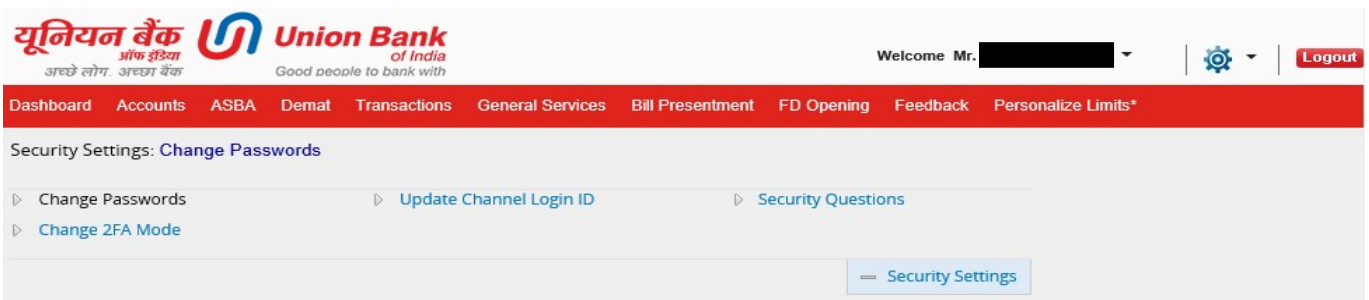 यूनियन बैंक
ऑफ इंडिया
अच्छे लोग. अच्छा बैंक
Union Bank
of India
Good people to bank with
Welcome Mr.
Logout
Dashboard Accounts ASBA Demat Transactions General Services Bill Presentment FD Opening Feedback Personalize Limits*
Security Settings: Change Passwords
Change Passwords Update Channel Login ID Security Questions
Change 2FA Mode
Security Settings